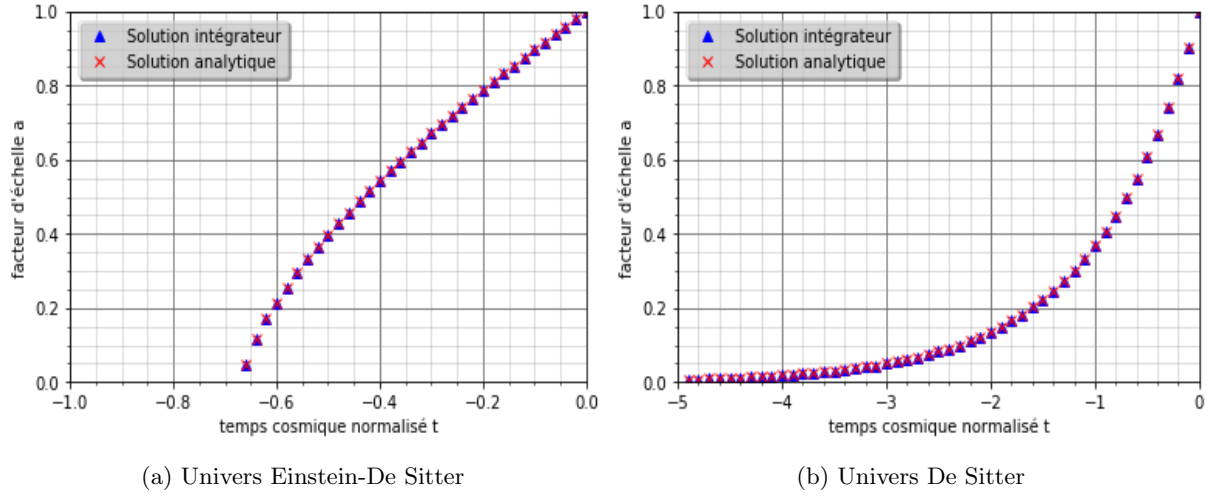 1.0
0.8
0.6
0.4
0.2
0.0
−1.0 −0.8 −0.6 −0.4 −0.2 0.0
facteur d'échelle a
temps cosmique normalisé t
Solution intégrateur
Solution analytique
(a) Univers Einstein-De Sitter
1.0
0.8
0.6
0.4
0.2
0.0
−5 −4 −3 −2 −1 0
facteur d'échelle a
temps cosmique normalisé t
Solution intégrateur
Solution analytique
(b) Univers De Sitter